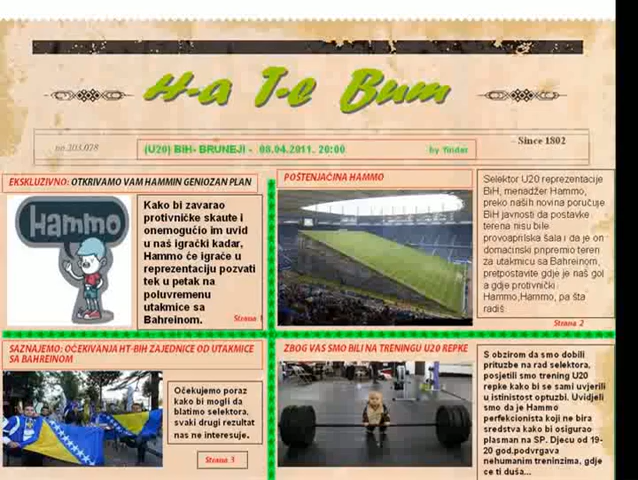 H-a T-e Bum
no.303.078
(U20) BiH- BRUNEJI - 08.04.2011. 20:00
by finder
Since 1802
EKSKLUZIVNO: OTKRIVAMO VAM HAMMIN GENIOZAN PLAN
Hammo
Kako bi zavarao
protivničke skaute i
onemogućio im uvid
u naš igrački kadar,
Hammo će igrače u
reprezentaciju pozvati
tek u petak na
poluvremenu
utakmice sa
Bahreinom.
Strana 1
POŠTENJAČINA HAMMO
Selektor U20 reprezentacije
BiH, menadžer Hammo,
preko naših novina poručuje
BiH javnosti da postavke
terena nisu bile
prvoaprilska šala i da je on
domaćinski pripremio teren
za utakmicu sa Bahreinom,
pretpostavite gdje je naš gol
a gdje protivnički
Hammo,Hammo, pa šta
radiš
Strana 2
SAZNAJEMO: OČEKIVANJA HT-BIH ZAJEDNICE OD UTAKMICE
SA BAHREINOM
Očekujemo poraz
kako bi mogli da
blatimo selektora,
svaki drugi rezultat
nas ne interesuje.
Strana 3
ZBOG VAS SMO BILI NA TRENINGU U20 REPKE
S obzirom da smo dobili
pritužbe na rad selektora,
posjetili smo trening U20
repke kako bi se sami uvjerili
u istinistost optuzbi. Uvidjeli
smo da je Hammo
perfekcionista koji ne bira
sredstva kako bi osigurao
plasman na SP. Djecu od 19-
20 god.podvrgava
nehumanim treninzima, gdje
ce ti duša...